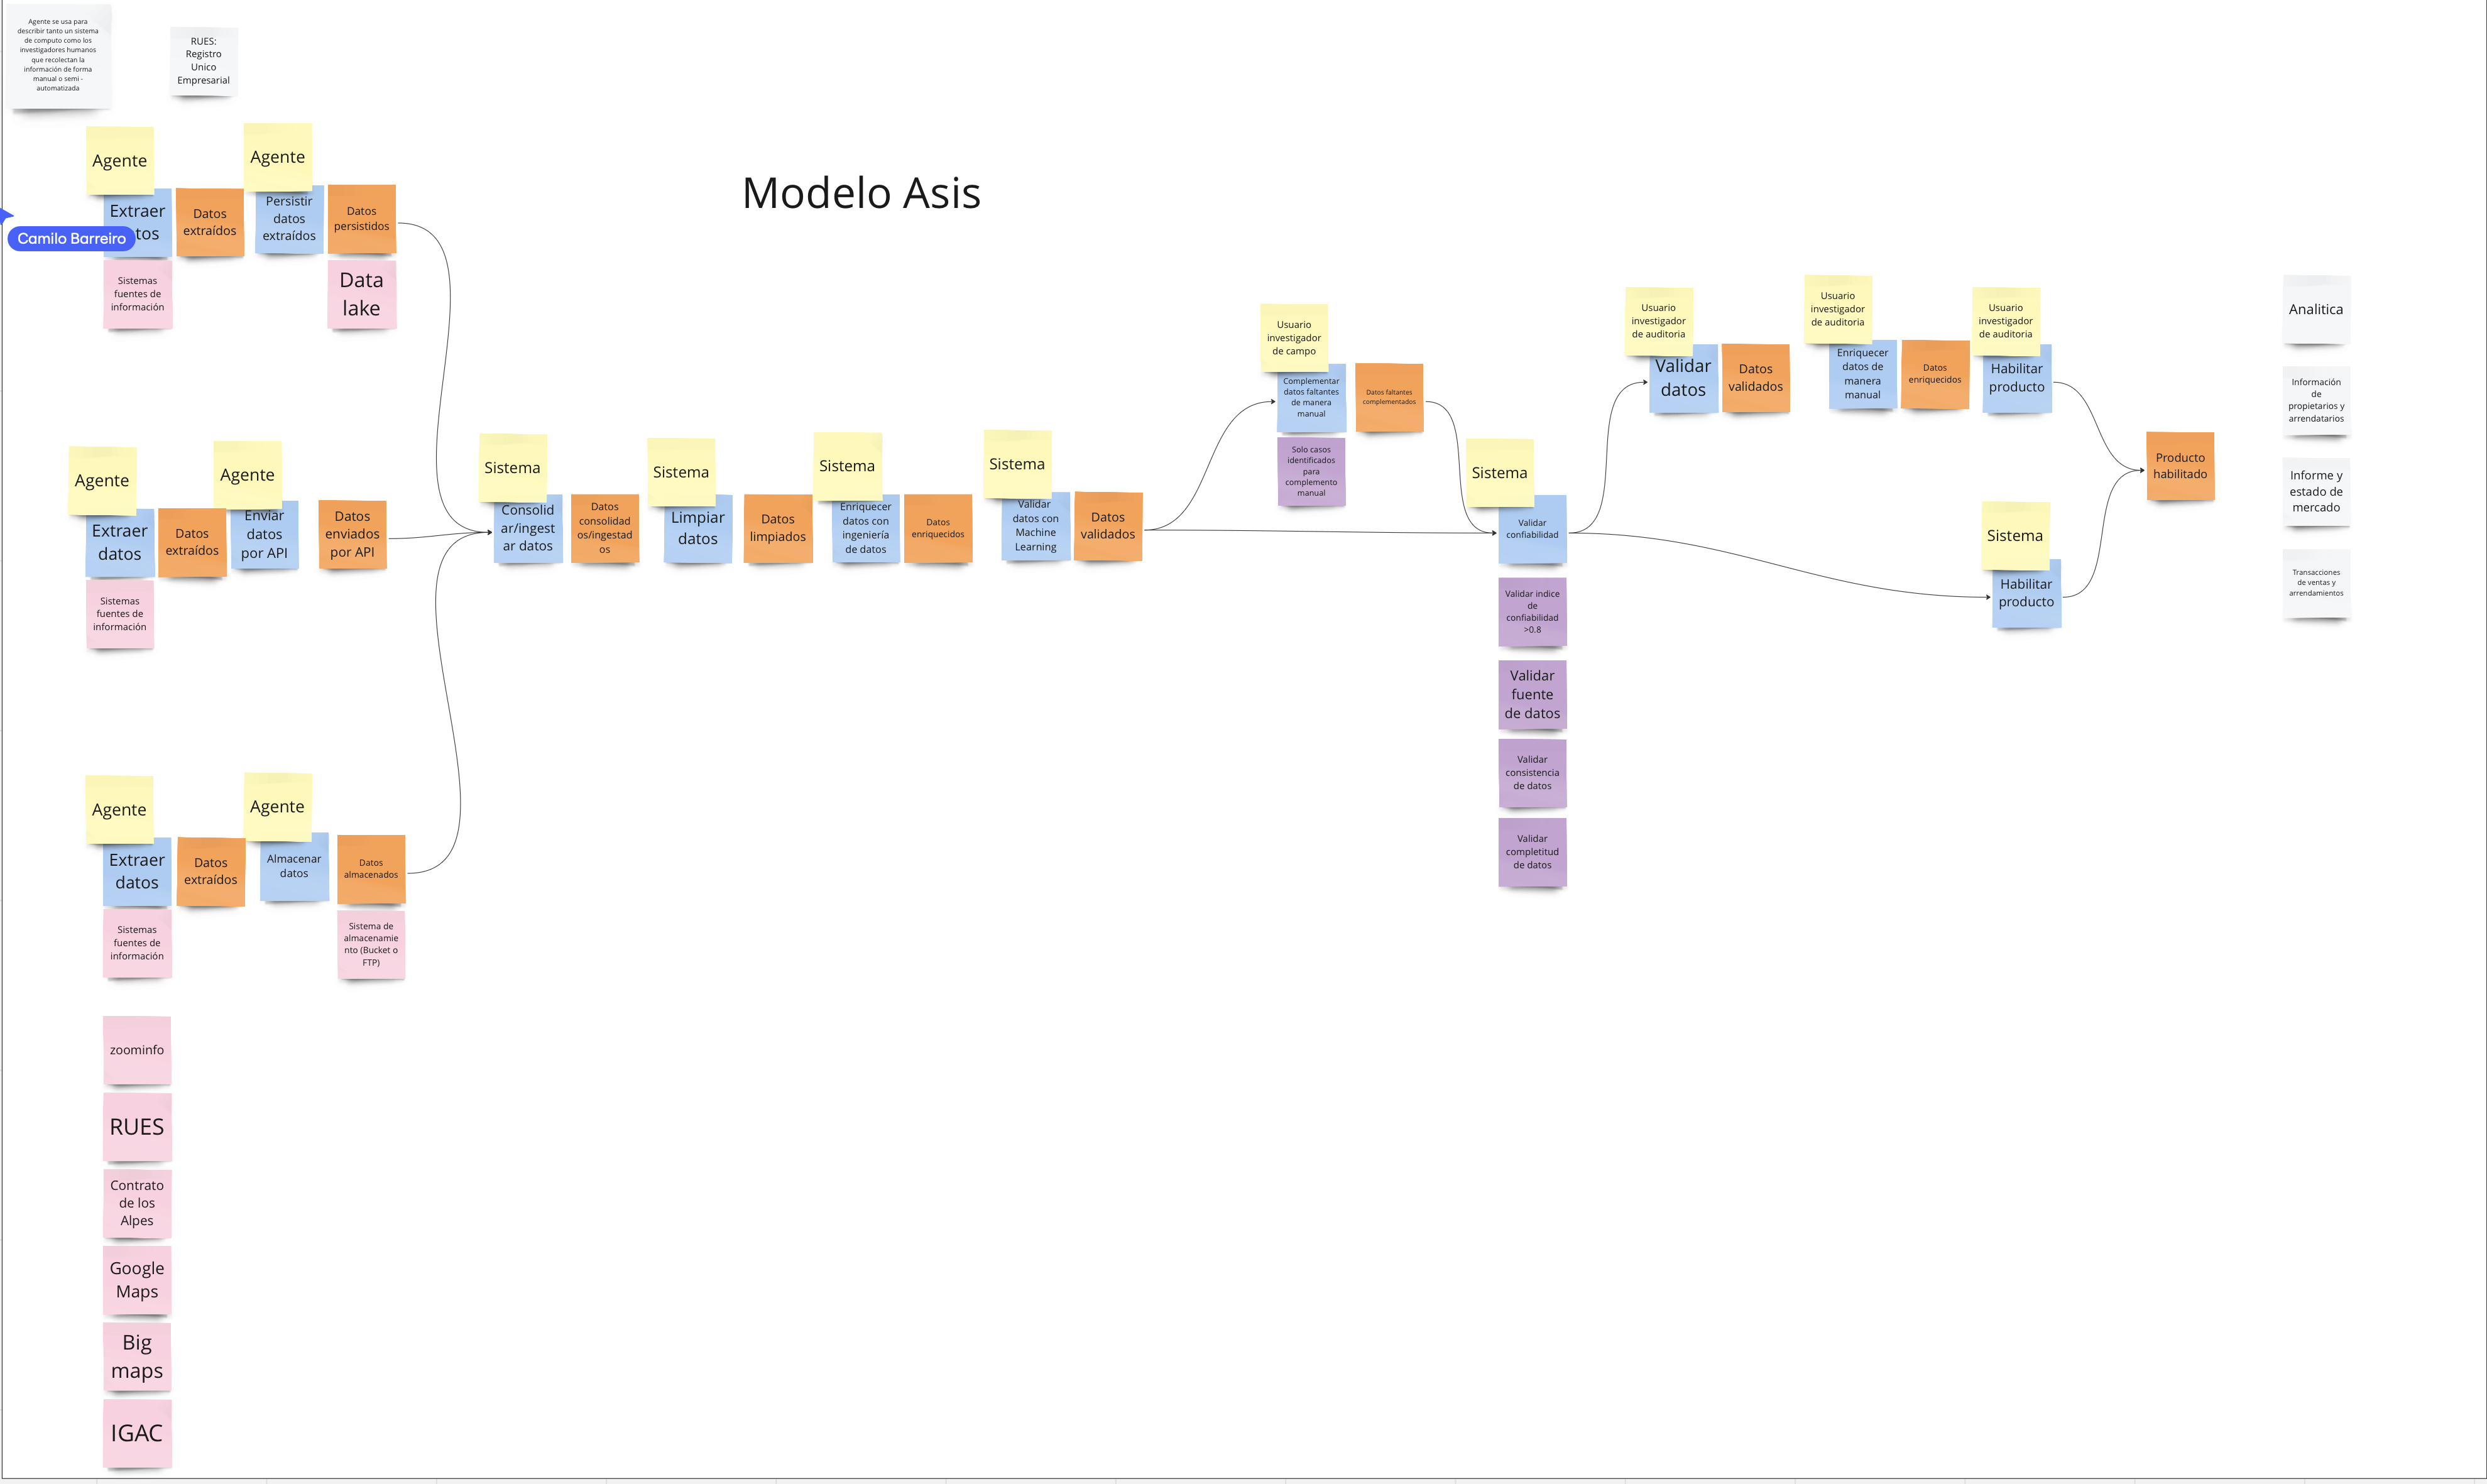 Agente se usa para
describir tanto un sistema
de computo como los
investigadores humanos
que recolectan la
información de forma
manual o semi -
automatizada
RUES:
Registro
Unico
Empresarial
Modelo Asis
Agente
Extraer
tos
Camilo Barreiro
Sistemas
fuentes de
información
Datos
extraídos
Agente
Persistir
datos
extraídos
Datos
persistidos
Data
lake
Agente
Extraer
datos
Sistemas
fuentes de
información
Datos
extraídos
Agente
Enviar
datos
por API
Datos
enviados
por API
Agente
Extraer
datos
Sistemas
fuentes de
información
Datos
extraídos
Agente
Almacenar
datos
Datos
almacenados
Sistema de
almacenamie
nto (Bucket o
FTP)
zoominfo
RUES
Contrato
de los
Alpes
Google
Maps
Big
maps
IGAC
Sistema
Consolid
ar/ingest
ar datos
Datos
consolidad
os/ingestad
os
Sistema
Limpiar
datos
Datos
limpiados
Sistema
Enriquecer
datos con
ingeniería
de datos
Datos
enriquecidos
Sistema
Validar
datos con
Machine
Learning
Datos
validados
Usuario
investigador
de campo
Complementar
datos faltantes
de manera
manual
Datos faltantes
complementados
Solo casos
identificados
para
complemento
manual
Sistema
Validar
confiabilidad
Validar indice
de
confiabilidad
>0.8
Validar
fuente
de datos
Validar
consistencia
de datos
Validar
completitud
de datos
Usuario
investigador
de auditoria
Validar
datos
Datos
validados
Usuario
investigador
de auditoria
Enriquecer
datos de
manera
manual
Datos
enriquecidos
Usuario
investigador
de auditoria
Habilitar
producto
Sistema
Habilitar
producto
Producto
habilitado
Analitica
Información
de
propietarios y
arrendatarios
Informe y
estado de
mercado
Transacciones
de ventas y
arrendamientos